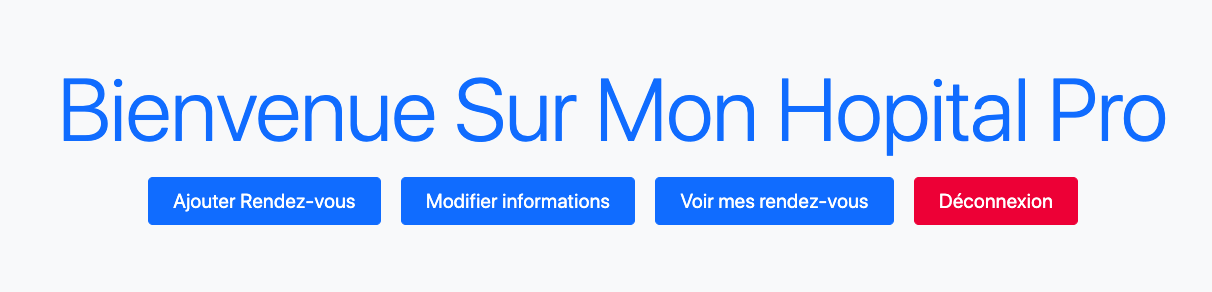 Bienvenue Sur Mon Hopital Pro
Ajouter Rendez-vous Modifier informations Voir mes rendez-vous Déconnexion